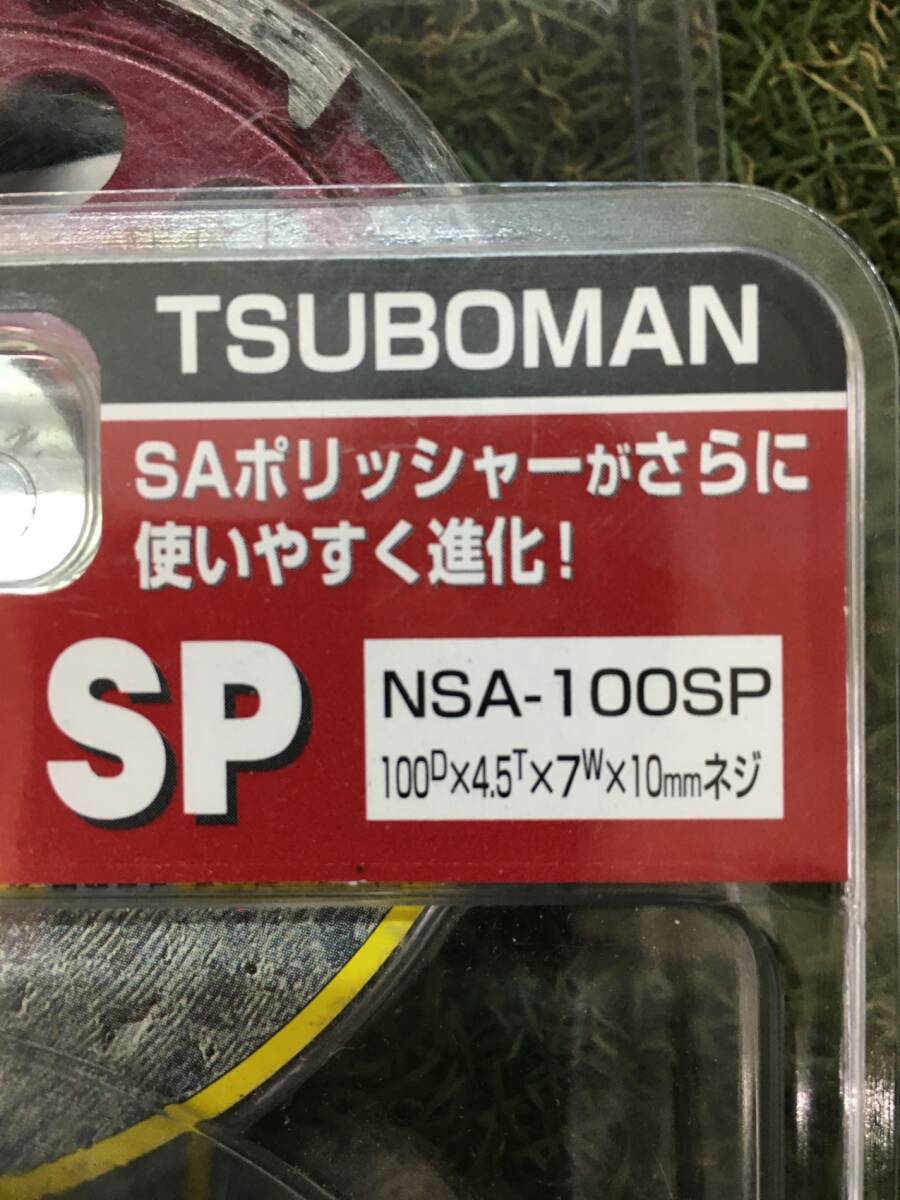 TSUBOMAN
SAポリッシャーがさらに
使いやすく進化!
SP
NSA-100SP
100ᴰ×4.5ᵀ×7ᵂ×10mmネジ